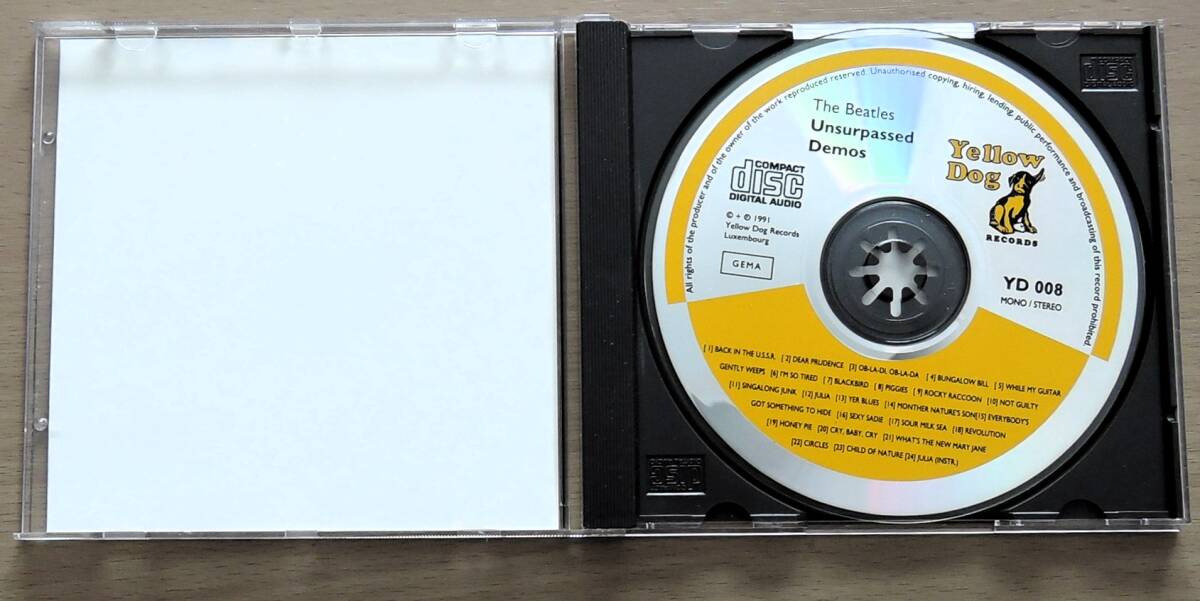 All rights of the producer and of the owner of the work reproduced reserved. Unauthorised copying, hiring, lending, public performance and broadcasting of this record prohibited.
The Beatles
Unsurpassed
Demos
COMPACT
disc
DIGITAL AUDIO
© + ℗ 1991
Yellow Dog Records
Luxembourg
GEMA
Yellow
Dog
RECORDS
YD 008
MONO / STEREO
[ 1] BACK IN THE U.S.S.R. [ 2] DEAR PRUDENCE [3] OB-LA-DI, OB-LA-DA [ 4] BUNGALOW BILL [ 5] WHILE MY GUITAR
GENTLY WEEPS [6] I'M SO TIRED [ 7] BLACKBIRD [ 8] PIGGIES [ 9] ROCKY RACCOON [10] NOT GUILTY
[11] SINGALONG JUNK [12] JULIA [13] YER BLUES [14] MONTHER NATURE'S SON[15] EVERYBODY'S
GOT SOMETHING TO HIDE [16] SEXY SADIE [17] SOUR MILK SEA [18] REVOLUTION
[19] HONEY PIE [20] CRY, BABY, CRY [21] WHAT'S THE NEW MARY JANE
[22] CIRCLES [23] CHILD OF NATURE [24] JULIA (INSTR.)
COMPACT
disc